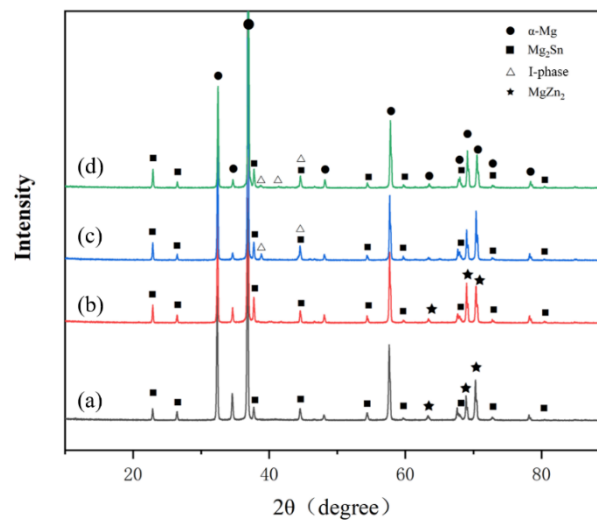 α-Mg
Mg₂Sn
I-phase
MgZn₂
(d)
(c)
(b)
(a)
Intensity
20
40
60
80
2θ（degree）